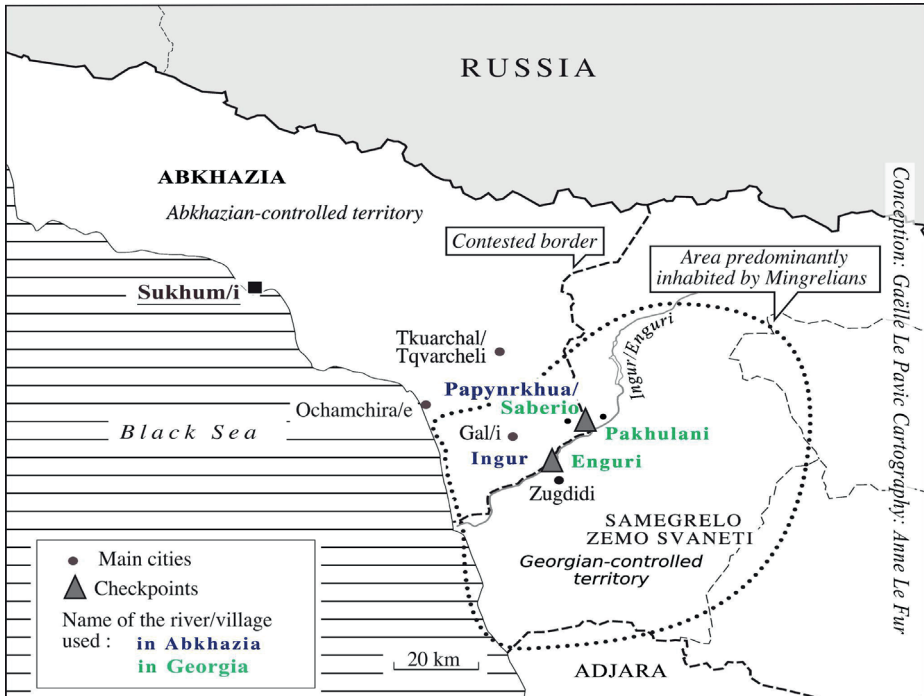 RUSSIA
ABKHAZIA
Abkhazian-controlled territory
Contested border
Area predominantly
inhabited by Mingrelians
Sukhum/i
Ingur/Enguri
Tkuarchal/
Tqvarcheli
Papynrkhua/
Saberio
Ochamchira/e
Pakhulani
Black Sea
Gal/i
Ingur
Enguri
Zugdidi
SAMEGRELO
ZEMO SVANETI
Georgian-controlled
territory
Main cities
Checkpoints
Name of the river/village
used :
in Abkhazia
in Georgia
20 km
ADJARA
Conception: Gaëlle Le Pavic Cartography: Anne Le Fur